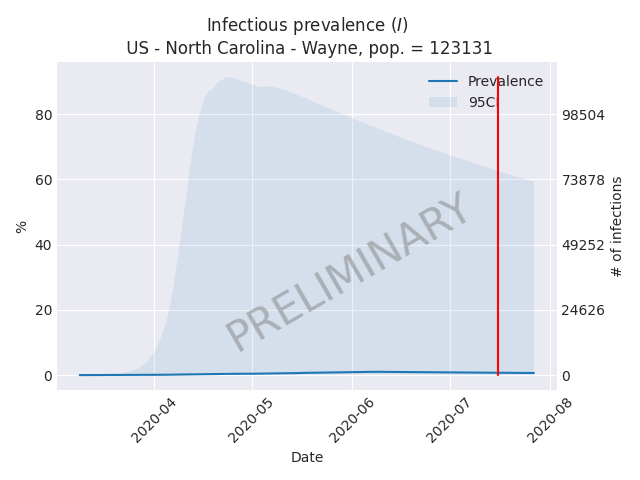 Infectious prevalence (I)
US - North Carolina - Wayne, pop. = 123131
Prevalence
95CI
80
60
40
20
0
%
98504
73878
49252
24626
0
# of infections
PRELIMINARY
2020-04
2020-05
2020-06
2020-07
2020-08
Date